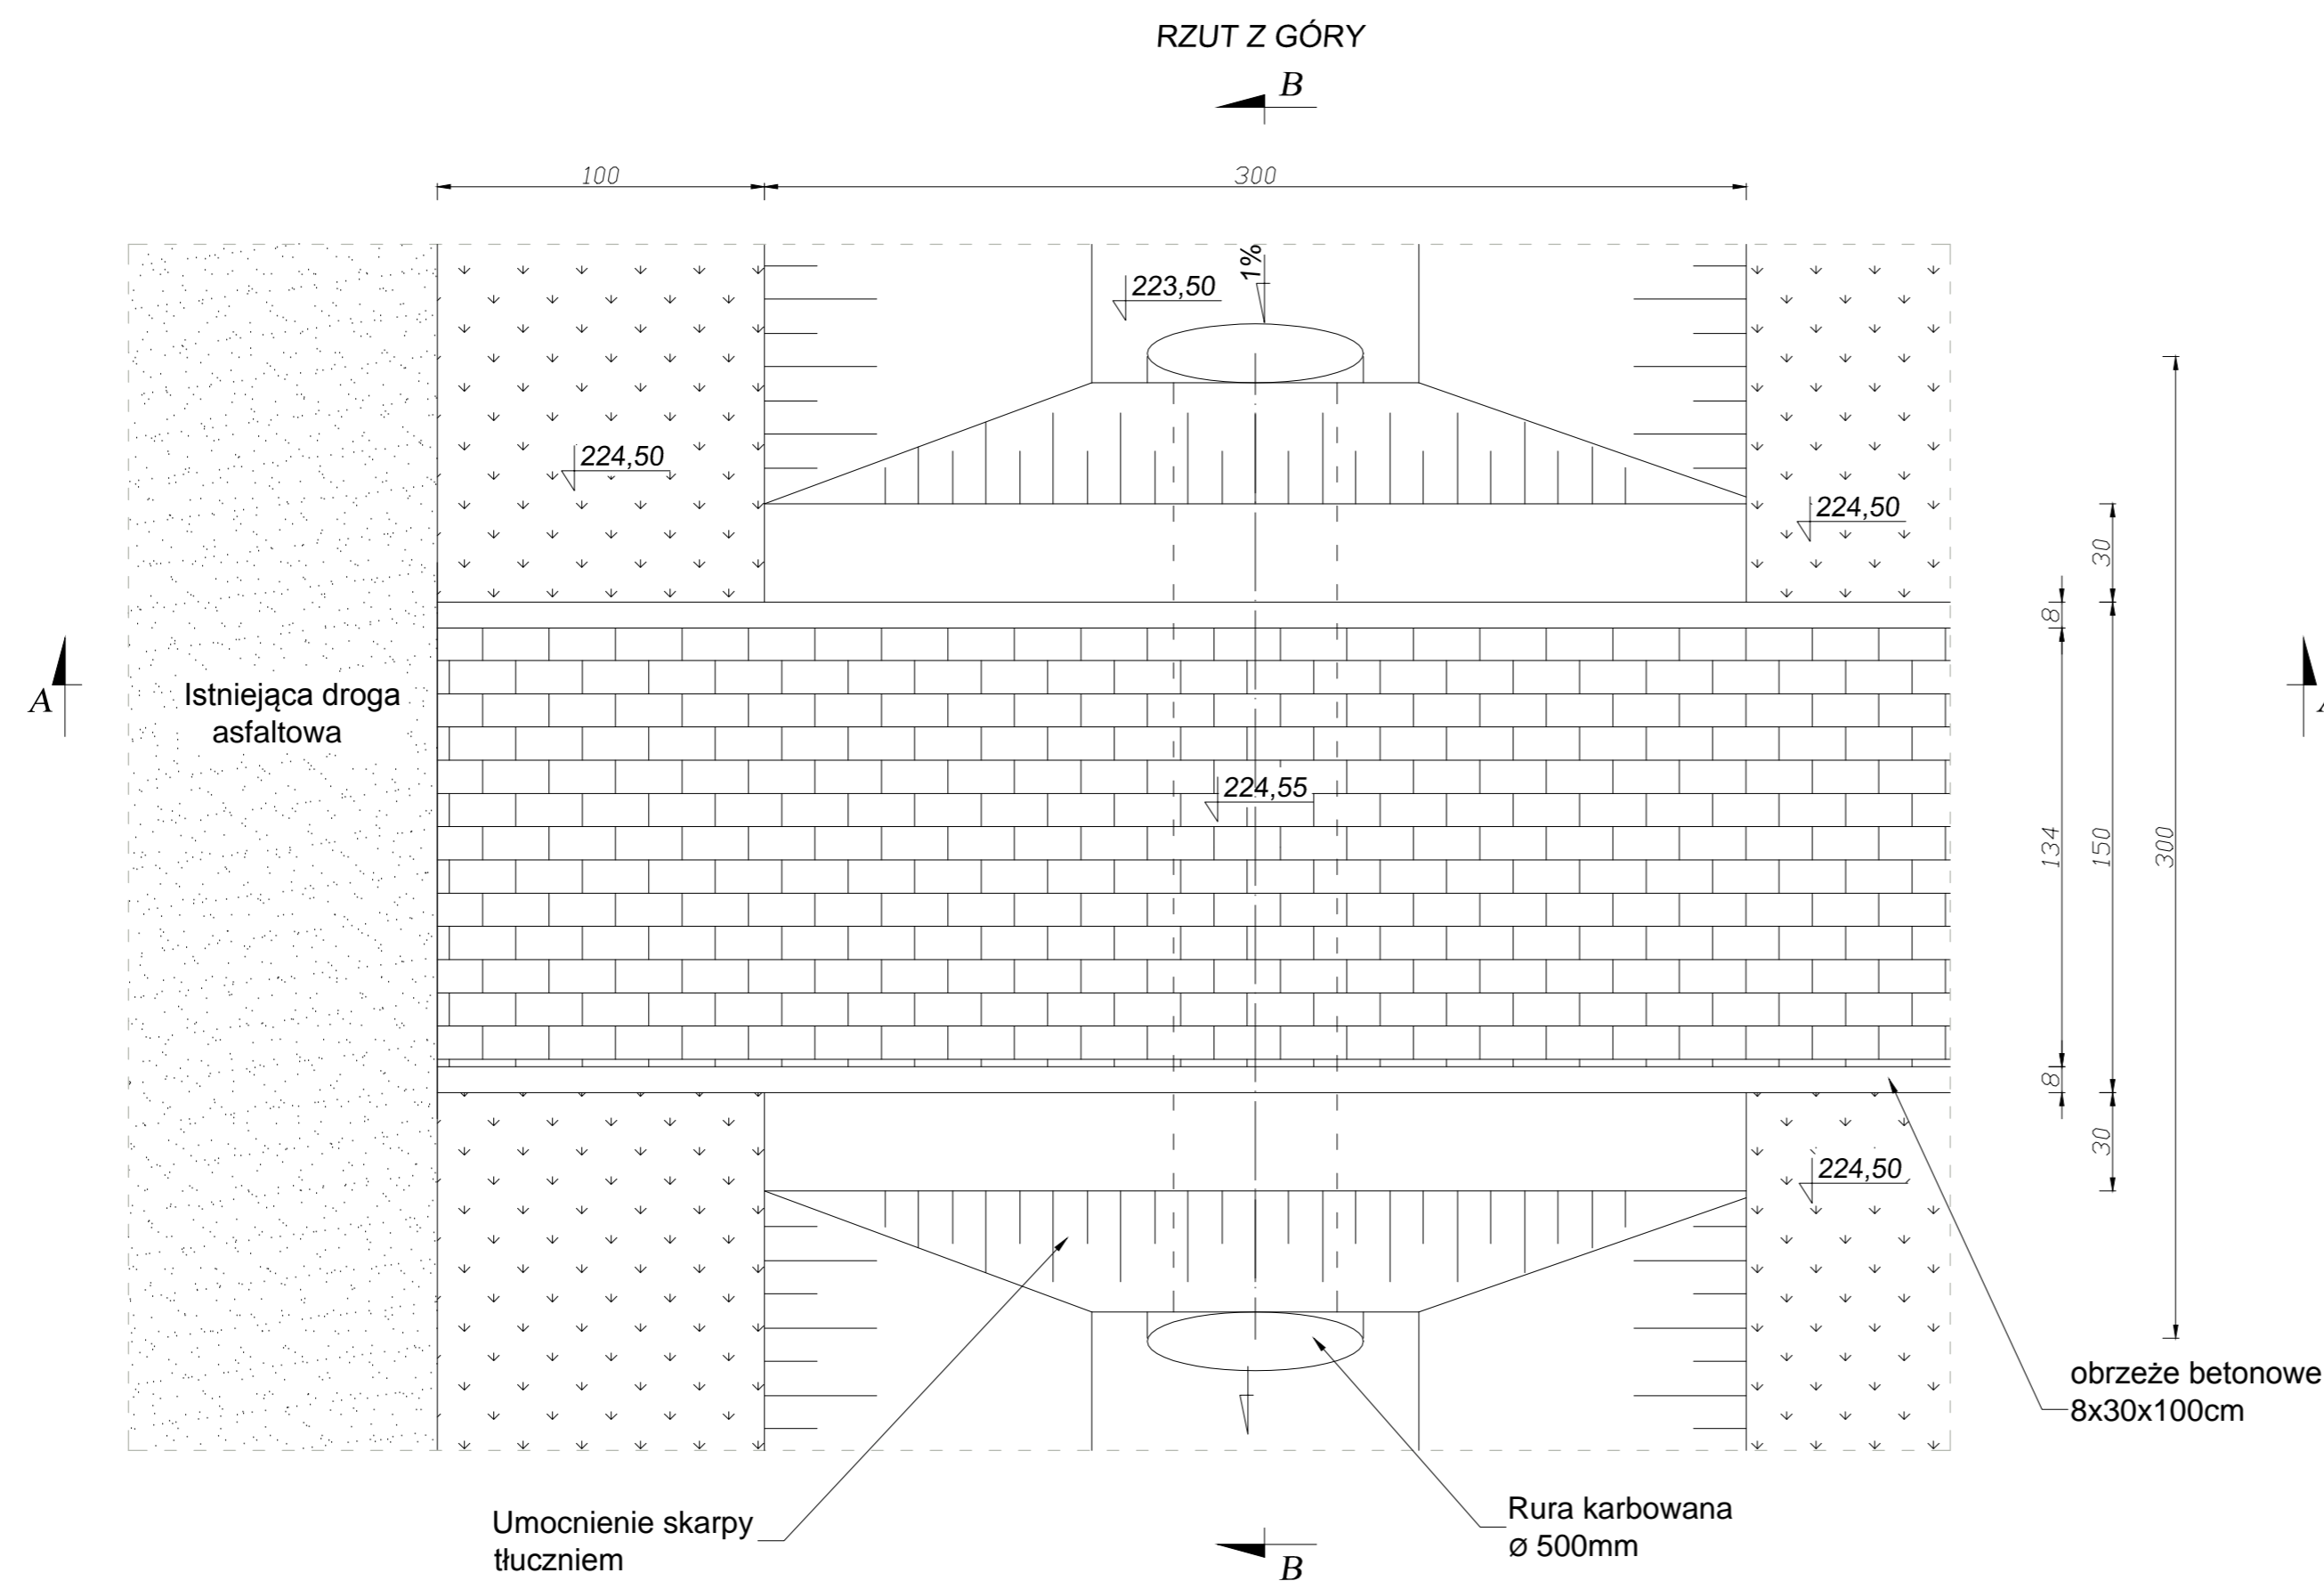 RZUT Z GÓRY
B
100
300
1%
223,50
224,50
224,50
30
8
A
Istniejąca droga
asfaltowa
224,55
134
150
300
8
30
224,50
obrzeże betonowe
8x30x100cm
Umocnienie skarpy
tłuczniem
Rura karbowana
ø 500mm
B